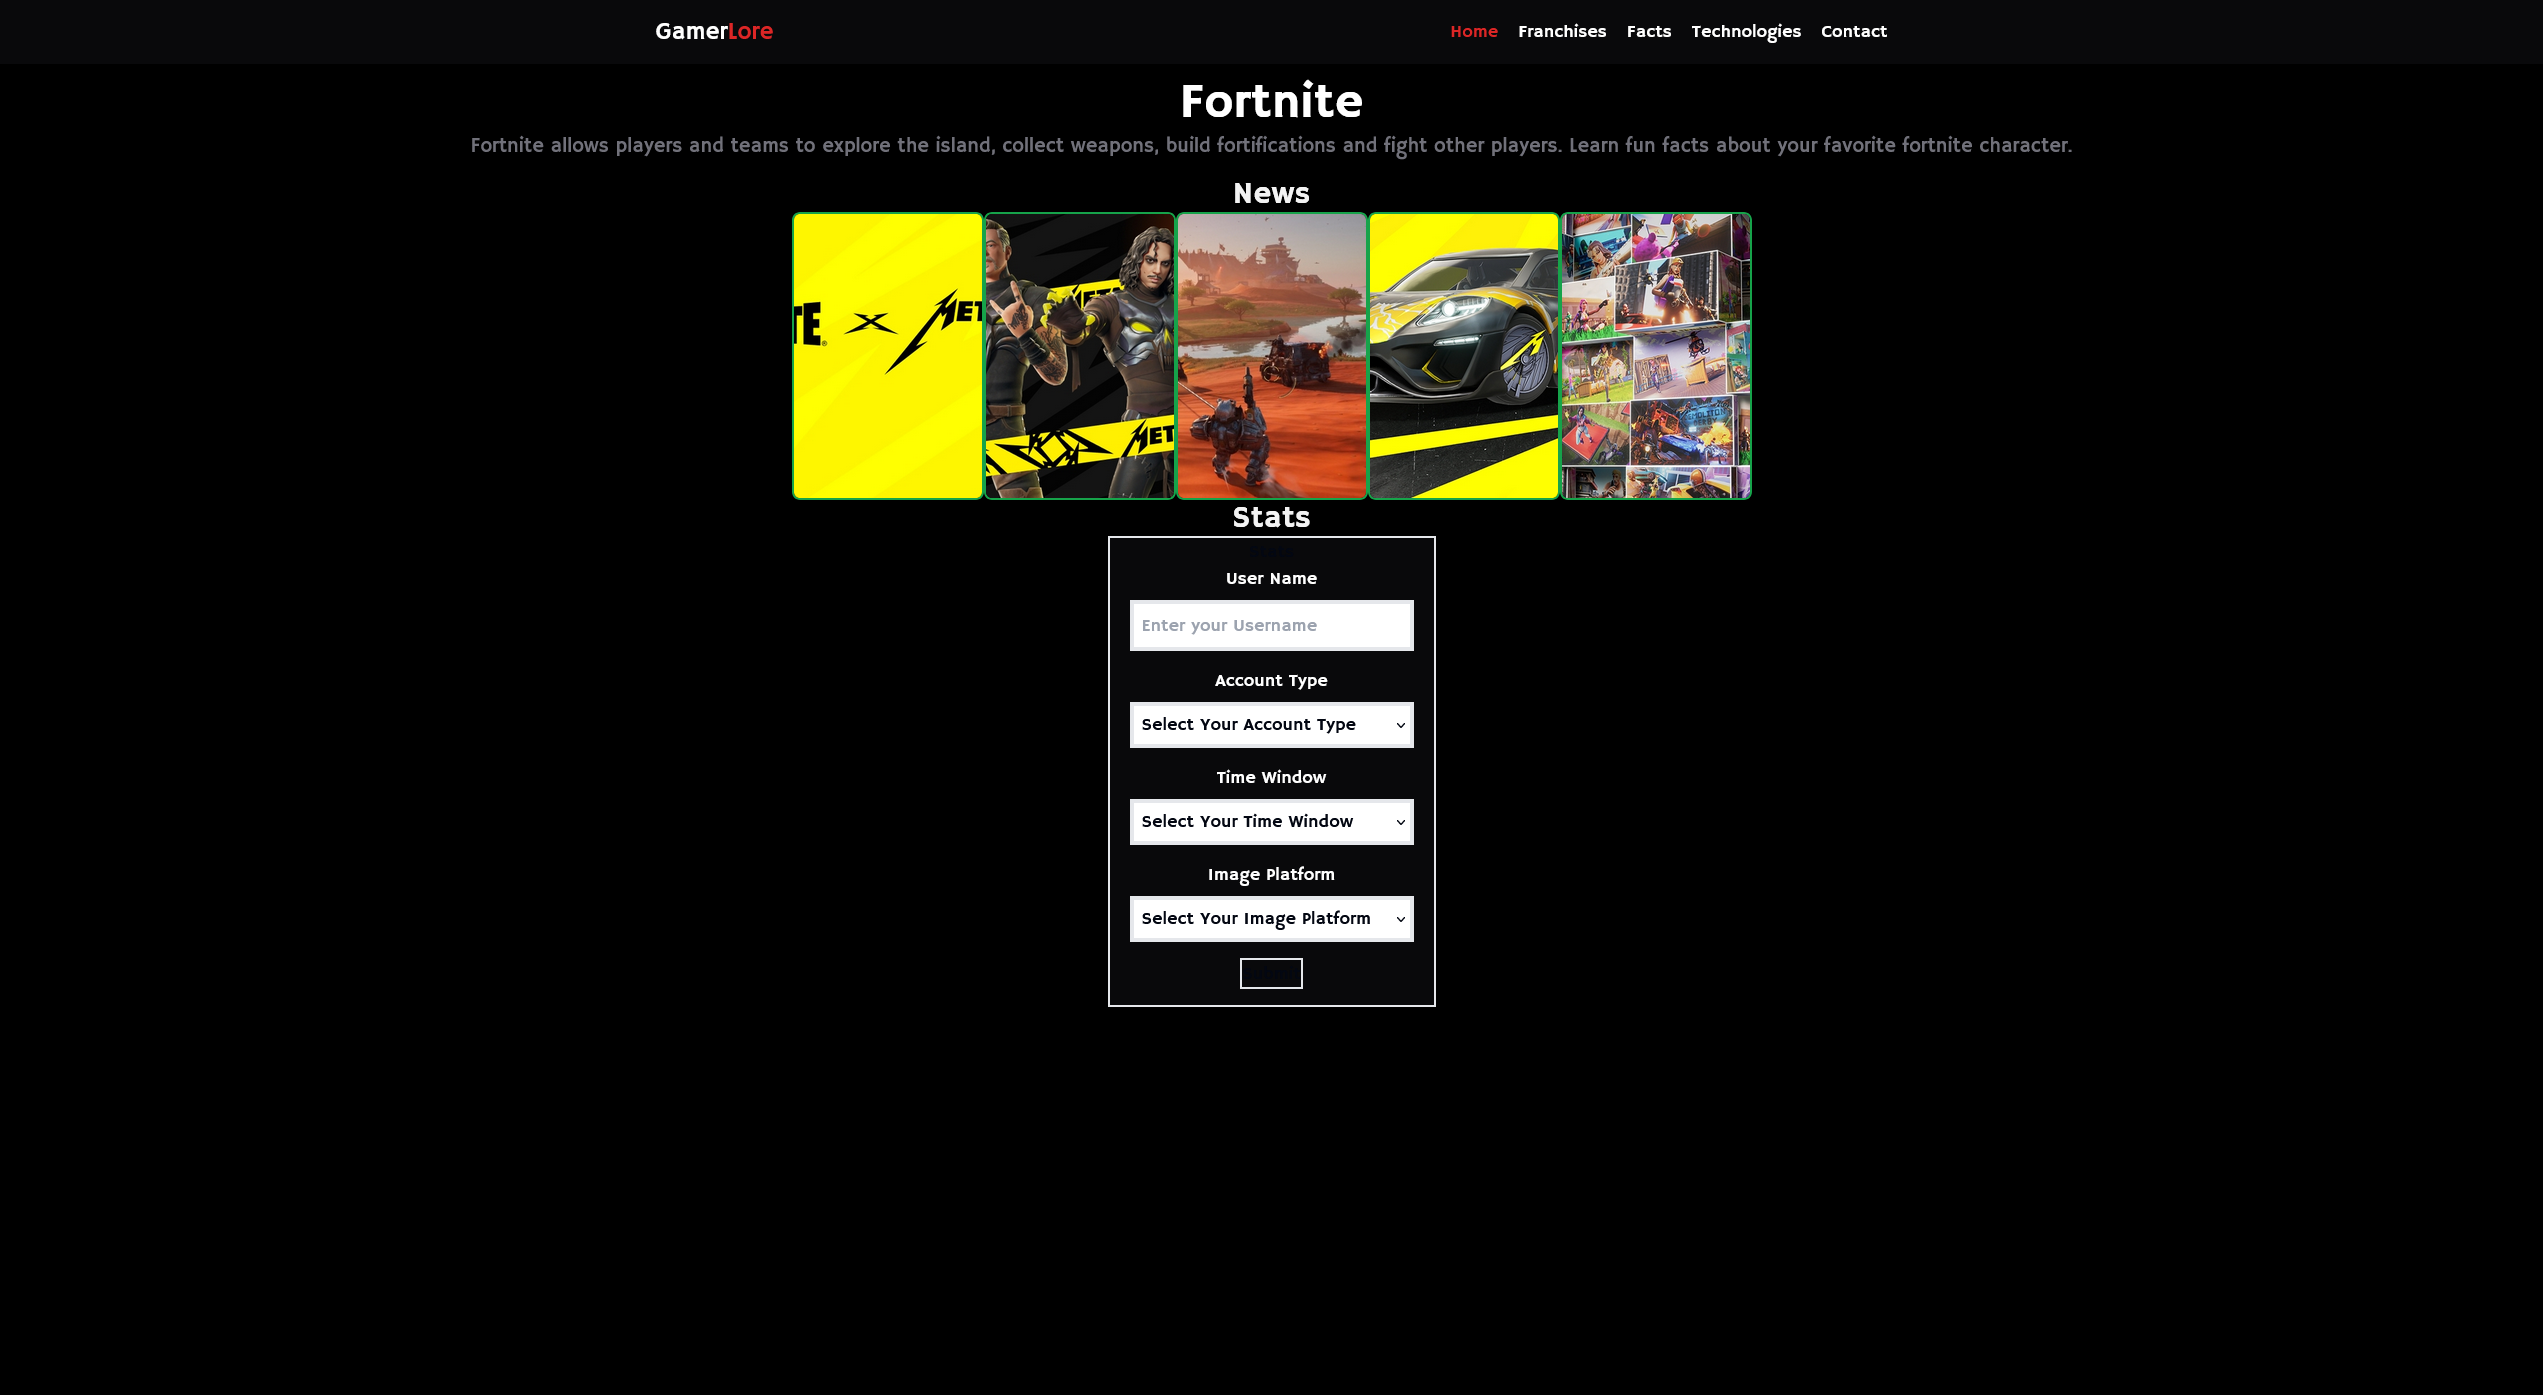 GamerLore
Home Franchises Facts Technologies Contact
Fortnite
Fortnite allows players and teams to explore the island, collect weapons, build fortifications and fight other players. Learn fun facts about your favorite fortnite character.
News
TE® X MET
METS
MET
DEMOLITON
DERBY
Stats
User Name
Enter your Username
Account Type
Select Your Account Type
Time Window
Select Your Time Window
Image Platform
Select Your Image Platform